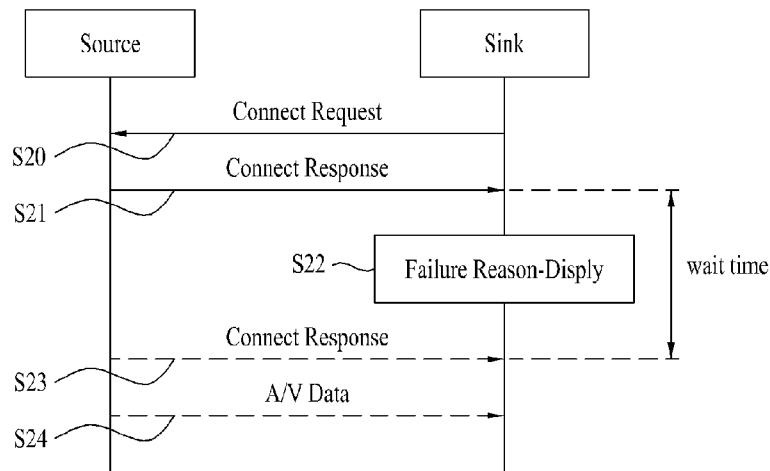 Source
Sink
Connect Request
S20
Connect Response
S21
S22
Failure Reason-Disply
wait time
Connect Response
S23
A/V Data
S24